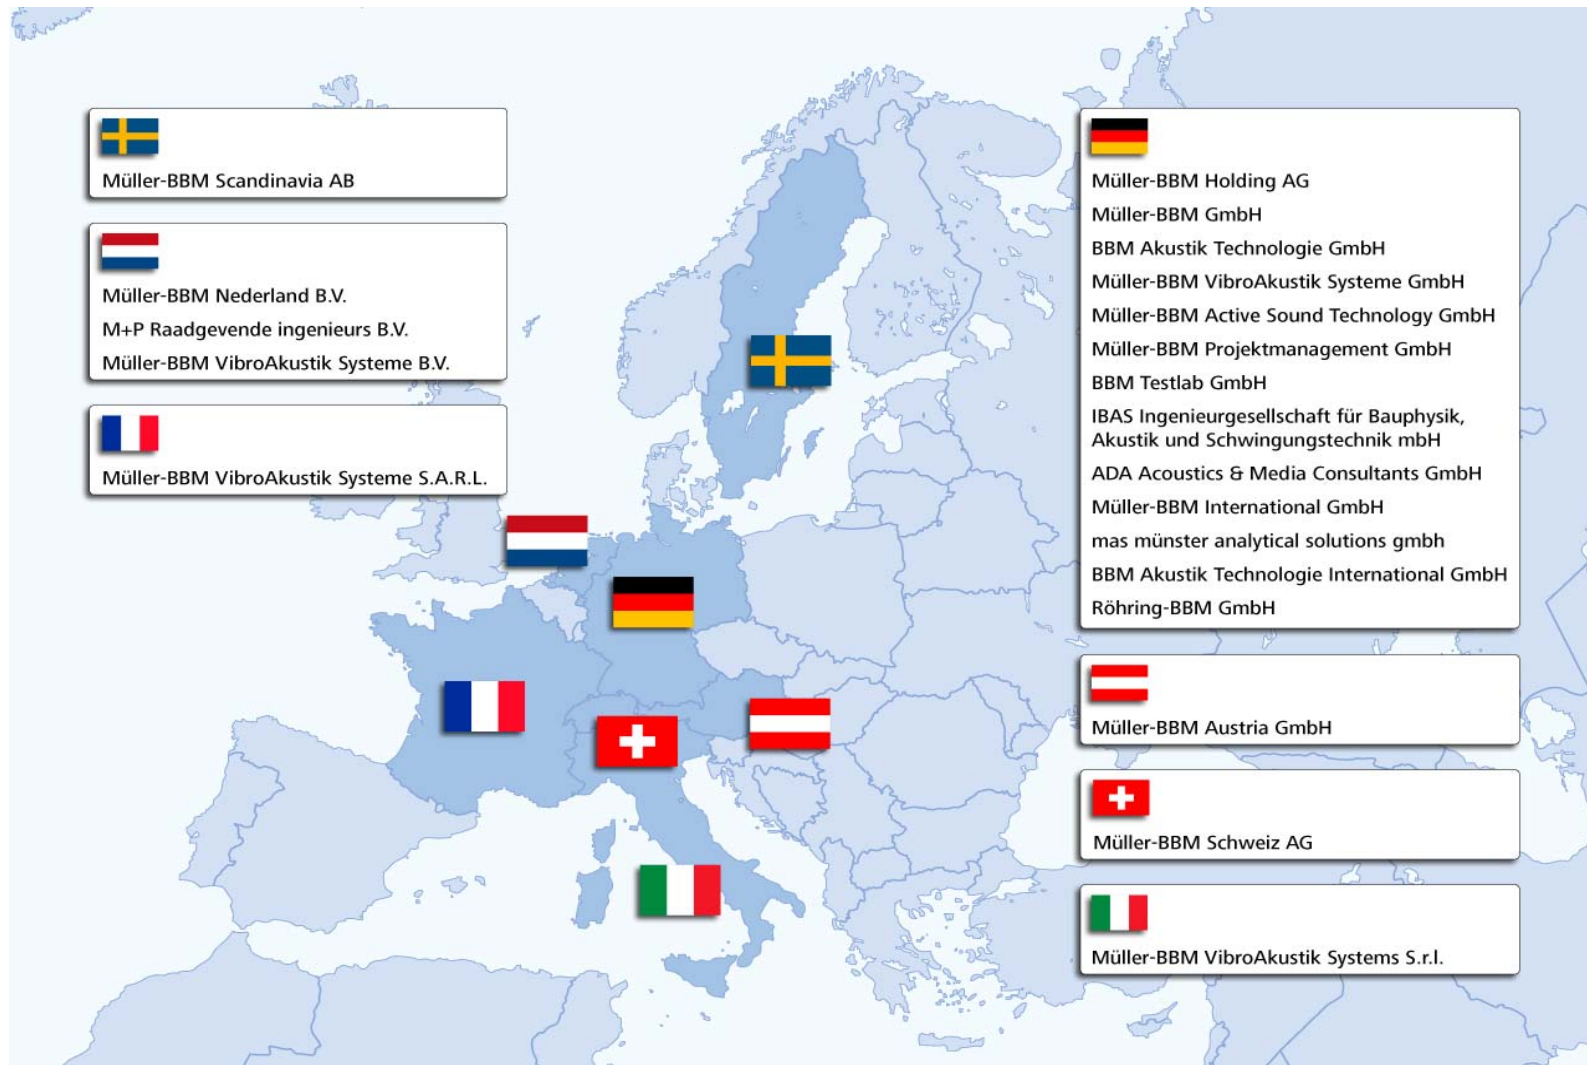 Müller-BBM Scandinavia AB
Müller-BBM Nederland B.V.
M+P Raadgevende ingenieurs B.V.
Müller-BBM VibroAkustik Systeme B.V.
Müller-BBM VibroAkustik Systeme S.A.R.L.
Müller-BBM Holding AG
Müller-BBM GmbH
BBM Akustik Technologie GmbH
Müller-BBM VibroAkustik Systeme GmbH
Müller-BBM Active Sound Technology GmbH
Müller-BBM Projektmanagement GmbH
BBM Testlab GmbH
IBAS Ingenieurgesellschaft für Bauphysik,
Akustik und Schwingungstechnik mbH
ADA Acoustics & Media Consultants GmbH
Müller-BBM International GmbH
mas münster analytical solutions gmbh
BBM Akustik Technologie International GmbH
Röhring-BBM GmbH
Müller-BBM Austria GmbH
Müller-BBM Schweiz AG
Müller-BBM VibroAkustik Systems S.r.l.